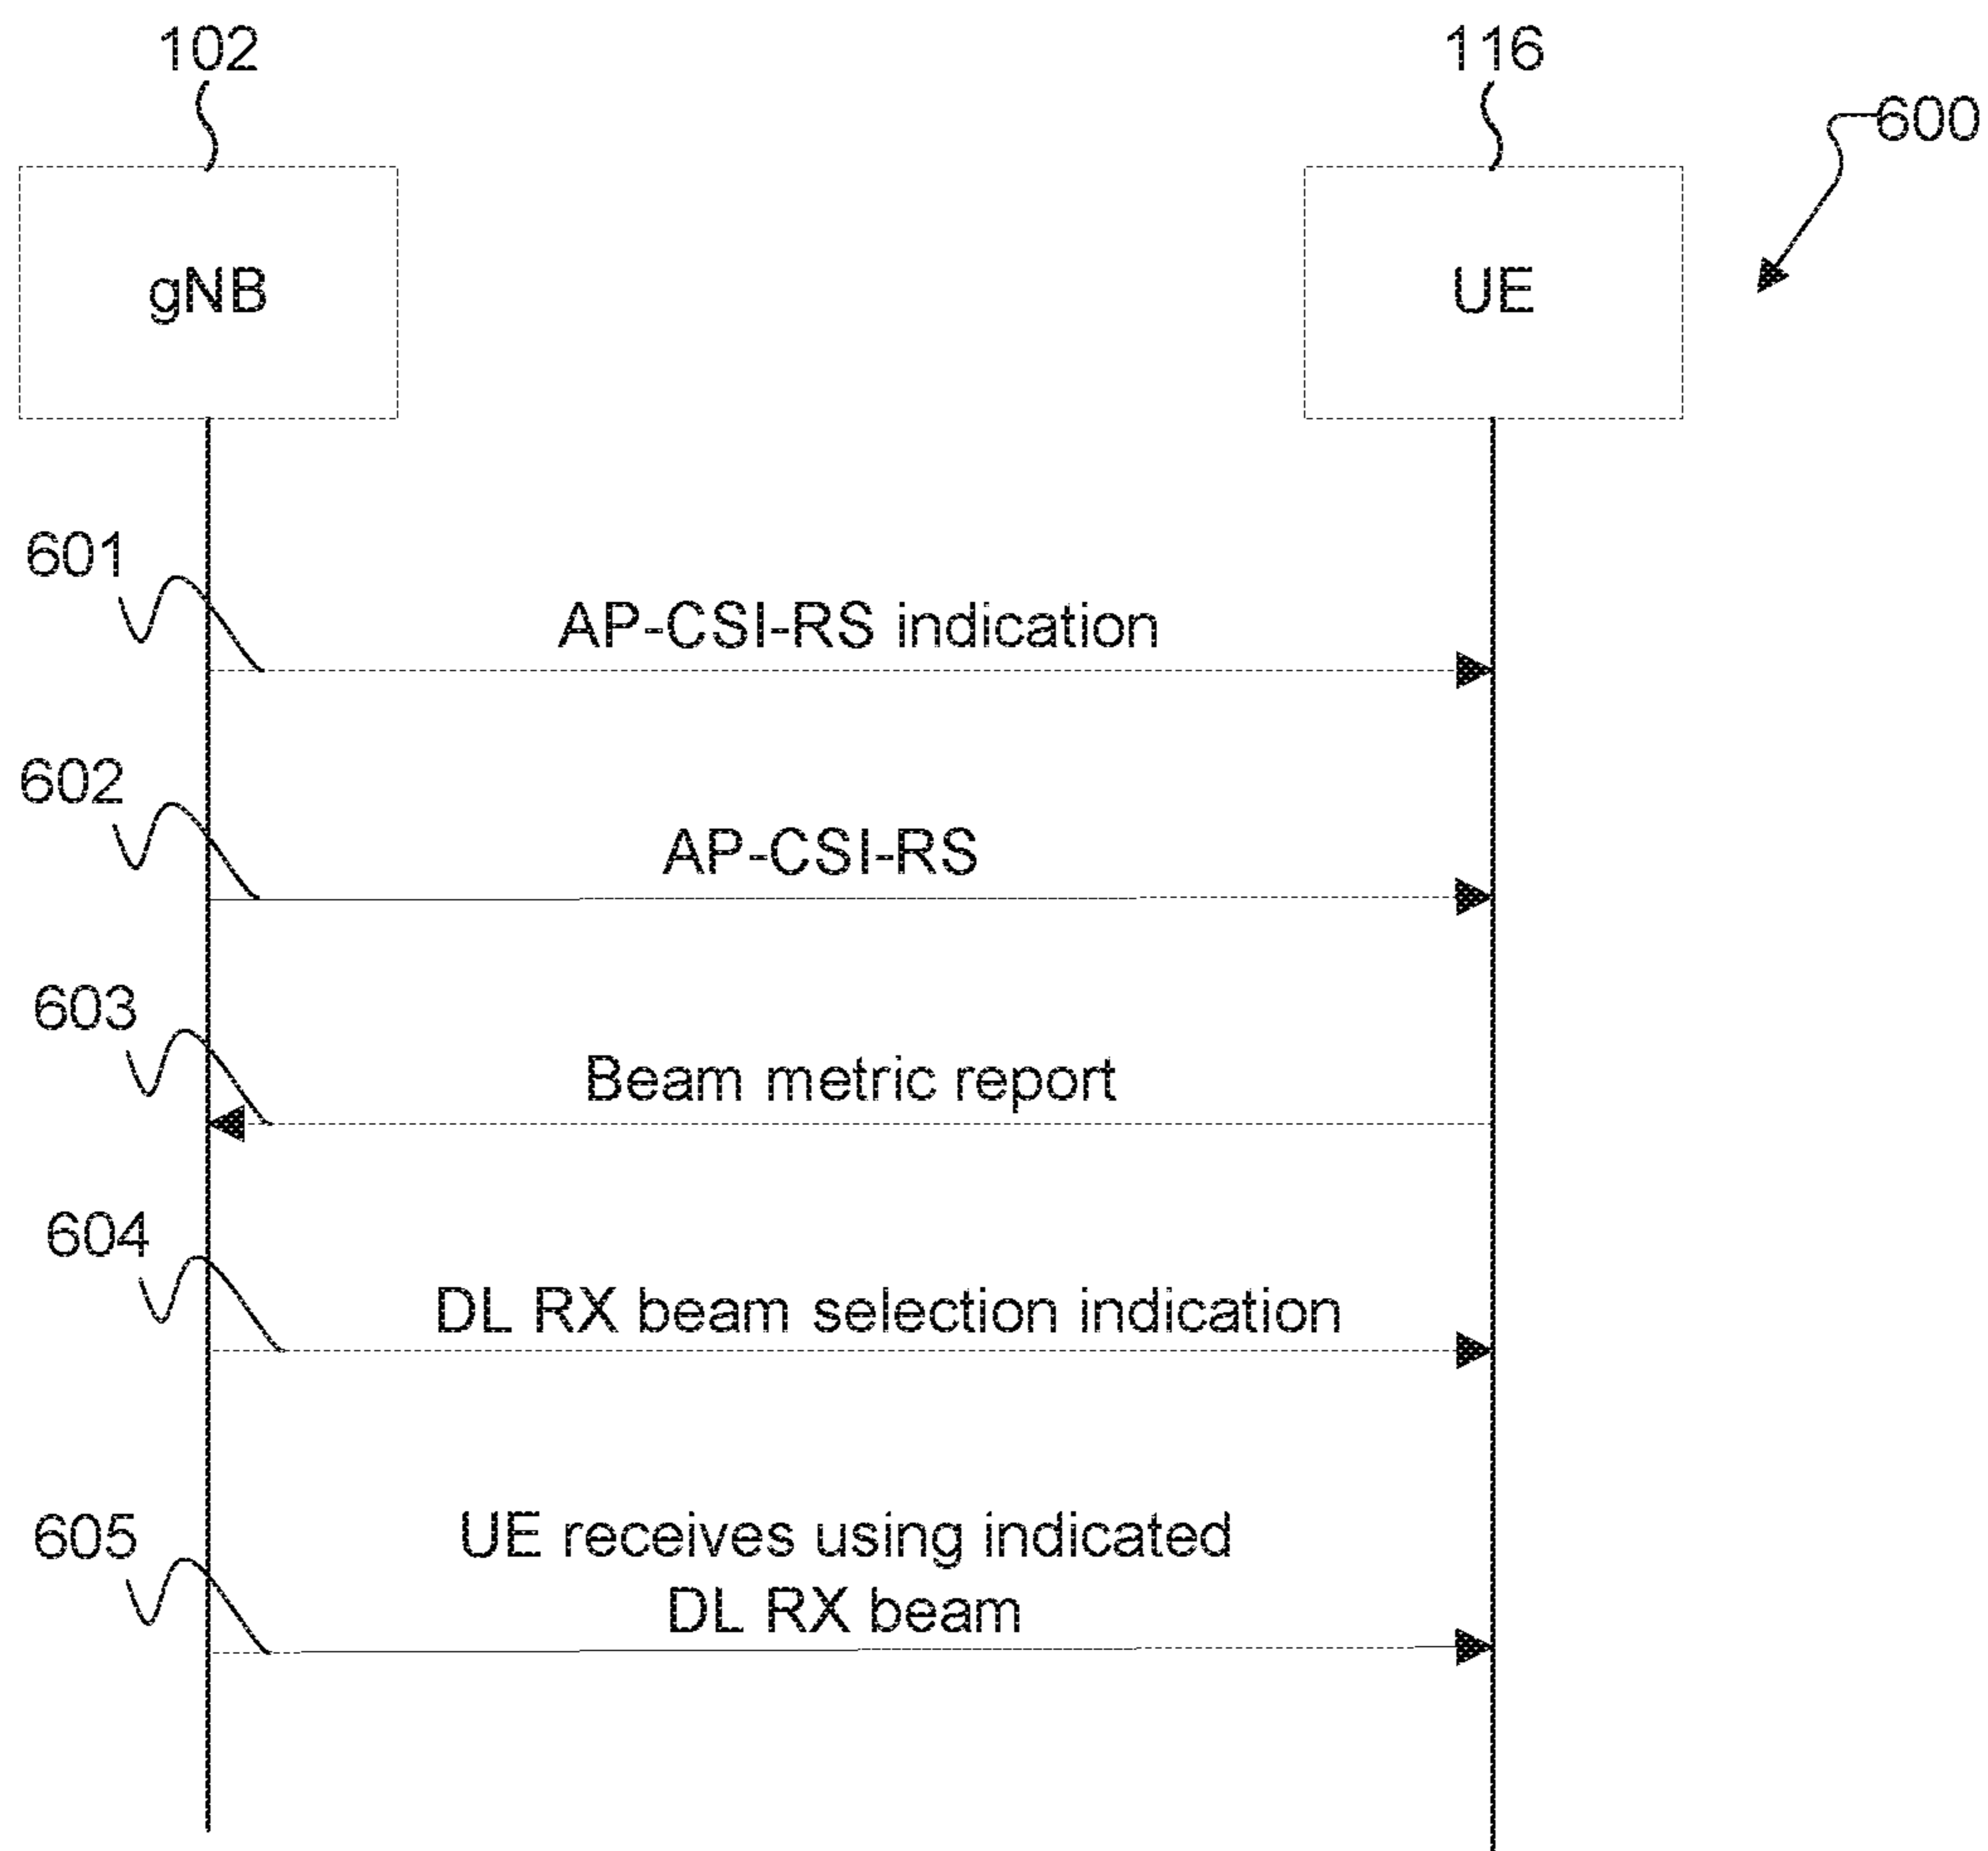 102
116
600
gNB
UE
601
AP-CSI-RS indication
602
AP-CSI-RS
603
Beam metric report
604
DL RX beam selection indication
605
UE receives using indicated
DL RX beam